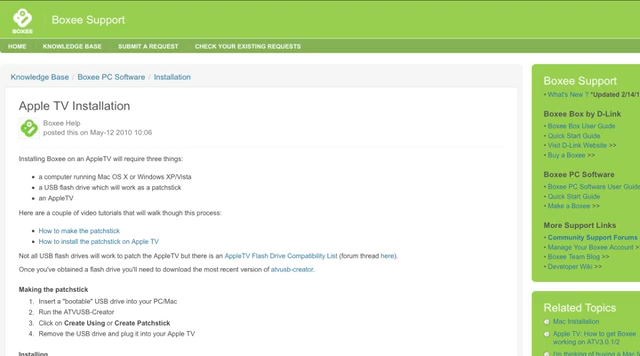 BOXEE
Boxee Support
HOME KNOWLEDGE BASE SUBMIT A REQUEST CHECK YOUR EXISTING REQUESTS
Knowledge Base / Boxee PC Software / Installation
Apple TV Installation
Boxee Help
posted this on May-12 2010 10:06
Installing Boxee on an AppleTV will require three things:
• a computer running Mac OS X or Windows XP/Vista
• a USB flash drive which will work as a patchstick
• an AppleTV
Here are a couple of video tutorials that will walk though this process:
• How to make the patchstick
• How to install the patchstick on Apple TV
Not all USB flash drives will work to patch the AppleTV but there is an AppleTV Flash Drive Compatibility List (forum thread here).
Once you've obtained a flash drive you'll need to download the most recent version of atvusb-creator.
Making the patchstick
1. Insert a "bootable" USB drive into your PC/Mac
2. Run the ATVUSB-Creator
3. Click on Create Using or Create Patchstick
4. Remove the USB drive and plug it into your Apple TV
Installing
Boxee Support
• What's New ? *Updated 2/14/1
Boxee Box by D-Link
• Boxee Box User Guide
• Quick Start Guide
• Visit D-Link Website >>
• Buy a Boxee >>
Boxee PC Software
• Boxee PC Software User Guide
• Quick Start Guide
• Make a Boxee >>
More Support Links
• Community Support Forums
• Manage Your Boxee Account >>
• Boxee Team Blog >>
• Developer Wiki >>
Related Topics
Mac Installation
Apple TV: How to get Boxee
working on ATV3.0.1/2
I'm thinking of buying a Mac